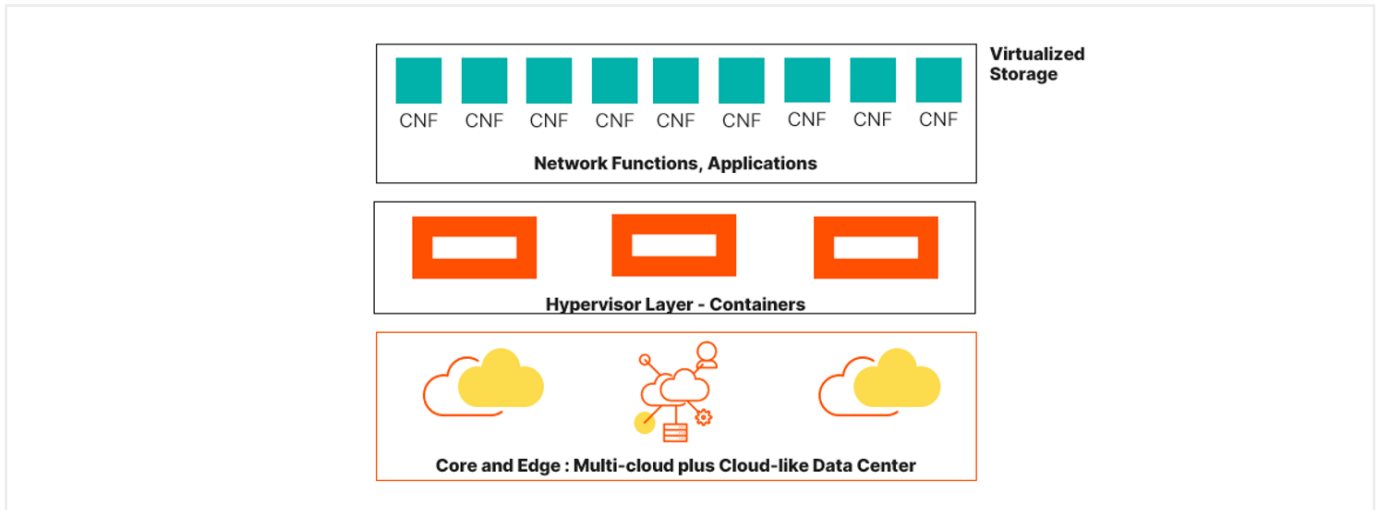 Virtualized
Storage
CNF CNF CNF CNF CNF CNF CNF CNF CNF
Network Functions, Applications
Hypervisor Layer - Containers
Core and Edge : Multi-cloud plus Cloud-like Data Center